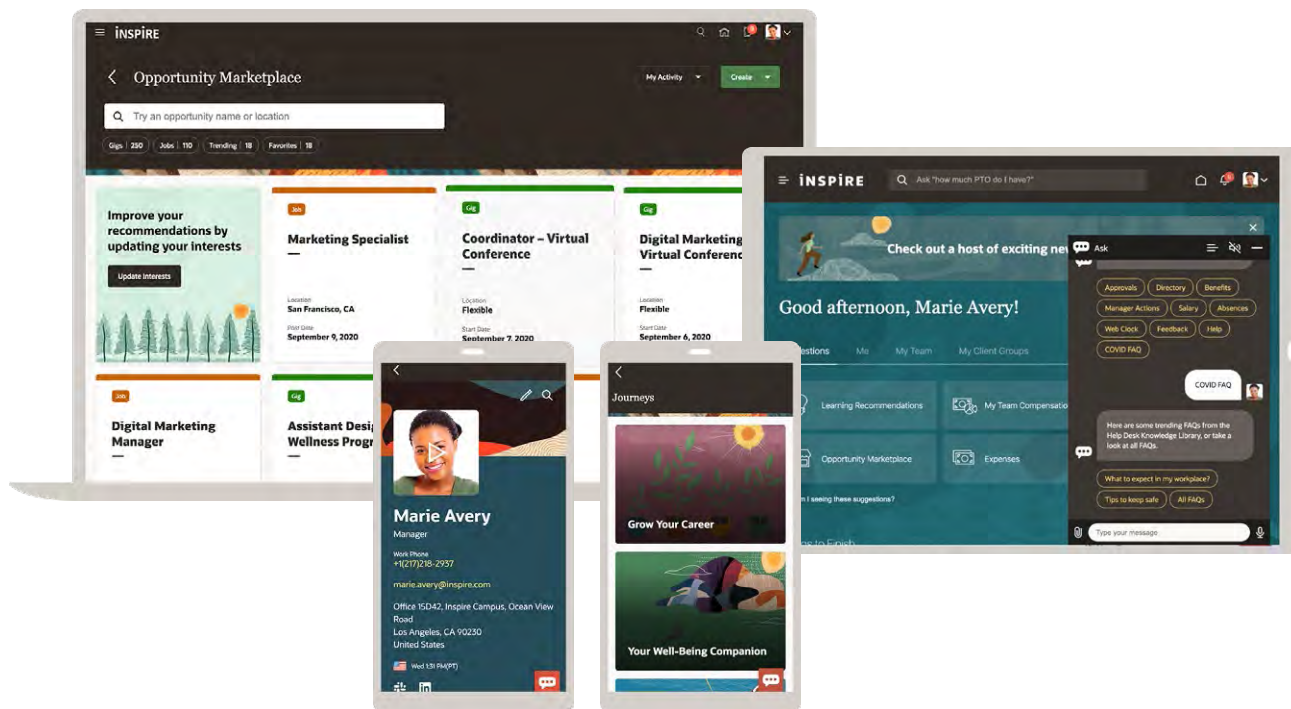 iNSPiRE
Opportunity Marketplace
My Activity
Create
Try an opportunity name or location
Gigs | 250
Jobs | 110
Trending | 18
Favorites | 18
Improve your
recommendations by
updating your interests
Update Interests
Job
Marketing Specialist
Location
San Francisco, CA
Post Date
September 9, 2020
Gig
Coordinator – Virtual
Conference
Location
Flexible
Start Date
September 7, 2020
Gig
Digital Marketing
Virtual Conferenc
Location
Flexible
Start Date
September 6, 2020
Job
Digital Marketing
Manager
Gig
Assistant Desig
Wellness Progr
Marie Avery
Manager
Work Phone
+1(217)218-2937
marie.avery@inspire.com
Office 15D42, Inspire Campus, Ocean View
Road
Los Angeles, CA 90230
United States
Wed 1:31 PM(PT)
in
Journeys
Grow Your Career
Your Well-Being Companion
iNSPiRE
Ask "how much PTO do I have?"
Check out a host of exciting nev
Good afternoon, Marie Avery!
estions
Me
My Team
My Client Groups
Learning Recommendations
My Team Compensatio
Opportunity Marketplace
Expenses
I seeing these suggestions?
to Finish
Ask
Approvals
Directory
Benefits
Manager Actions
Salary
Absences
Web Clock
Feedback
Help
COVID FAQ
COVID FAQ
Here are some trending FAQs from the
Help Desk Knowledge Library, or take a
look at all FAQs.
What to expect in my workplace?
Tips to keep safe
All FAQs
Type your message